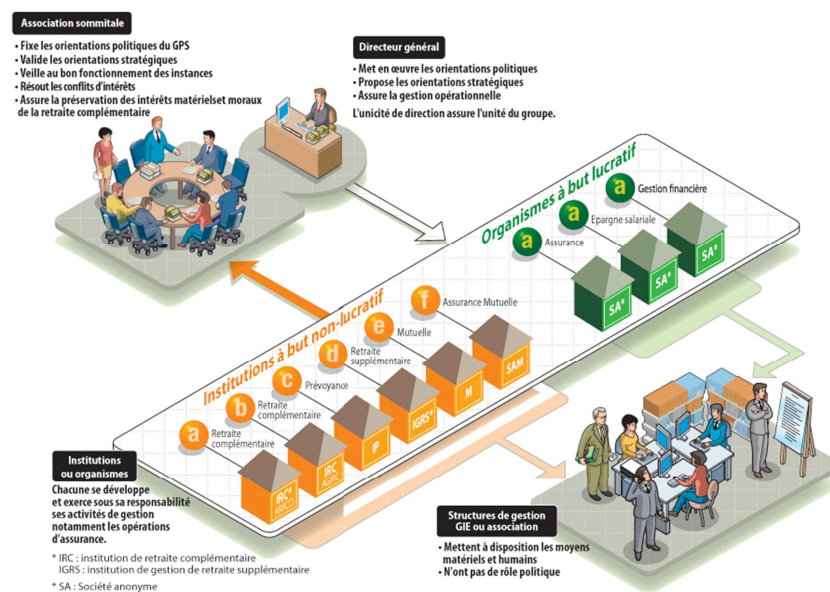 Association sommitale
• Fixe les orientations politiques du GPS
• Valide les orientations stratégiques
• Veille au bon fonctionnement des instances
• Résout les conflits d'intérêts
• Assure la préservation des intérêts matérielset moraux
de la retraite complémentaire
Directeur général
• Met en œuvre les orientations politiques
• Propose les orientations stratégiques
• Assure la gestion opérationnelle
L'unicité de direction assure l'unité du groupe.
Organismes à but lucratif
a Assurance
a Epargne salariale
a Gestion financière
SA*
SA*
SA*
Institutions à but non-lucratif
a Retraite
complémentaire
b Retraite
complémentaire
c Prévoyance
d Retraite
supplémentaire
e Mutuelle
f Assurance Mutuelle
IRC*
ARRCO
IRC
AGIRC
IP
IGRS*
M
SAM
Institutions
ou organismes
Chacune se développe
et exerce sous sa responsabilité
ses activités de gestion
notamment les opérations
d'assurance.
* IRC : institution de retraite complémentaire
IGRS : institution de gestion de retraite supplémentaire
* SA : Société anonyme
Structures de gestion
GIE ou association
• Mettent à disposition les moyens
matériels et humains
• N'ont pas de rôle politique